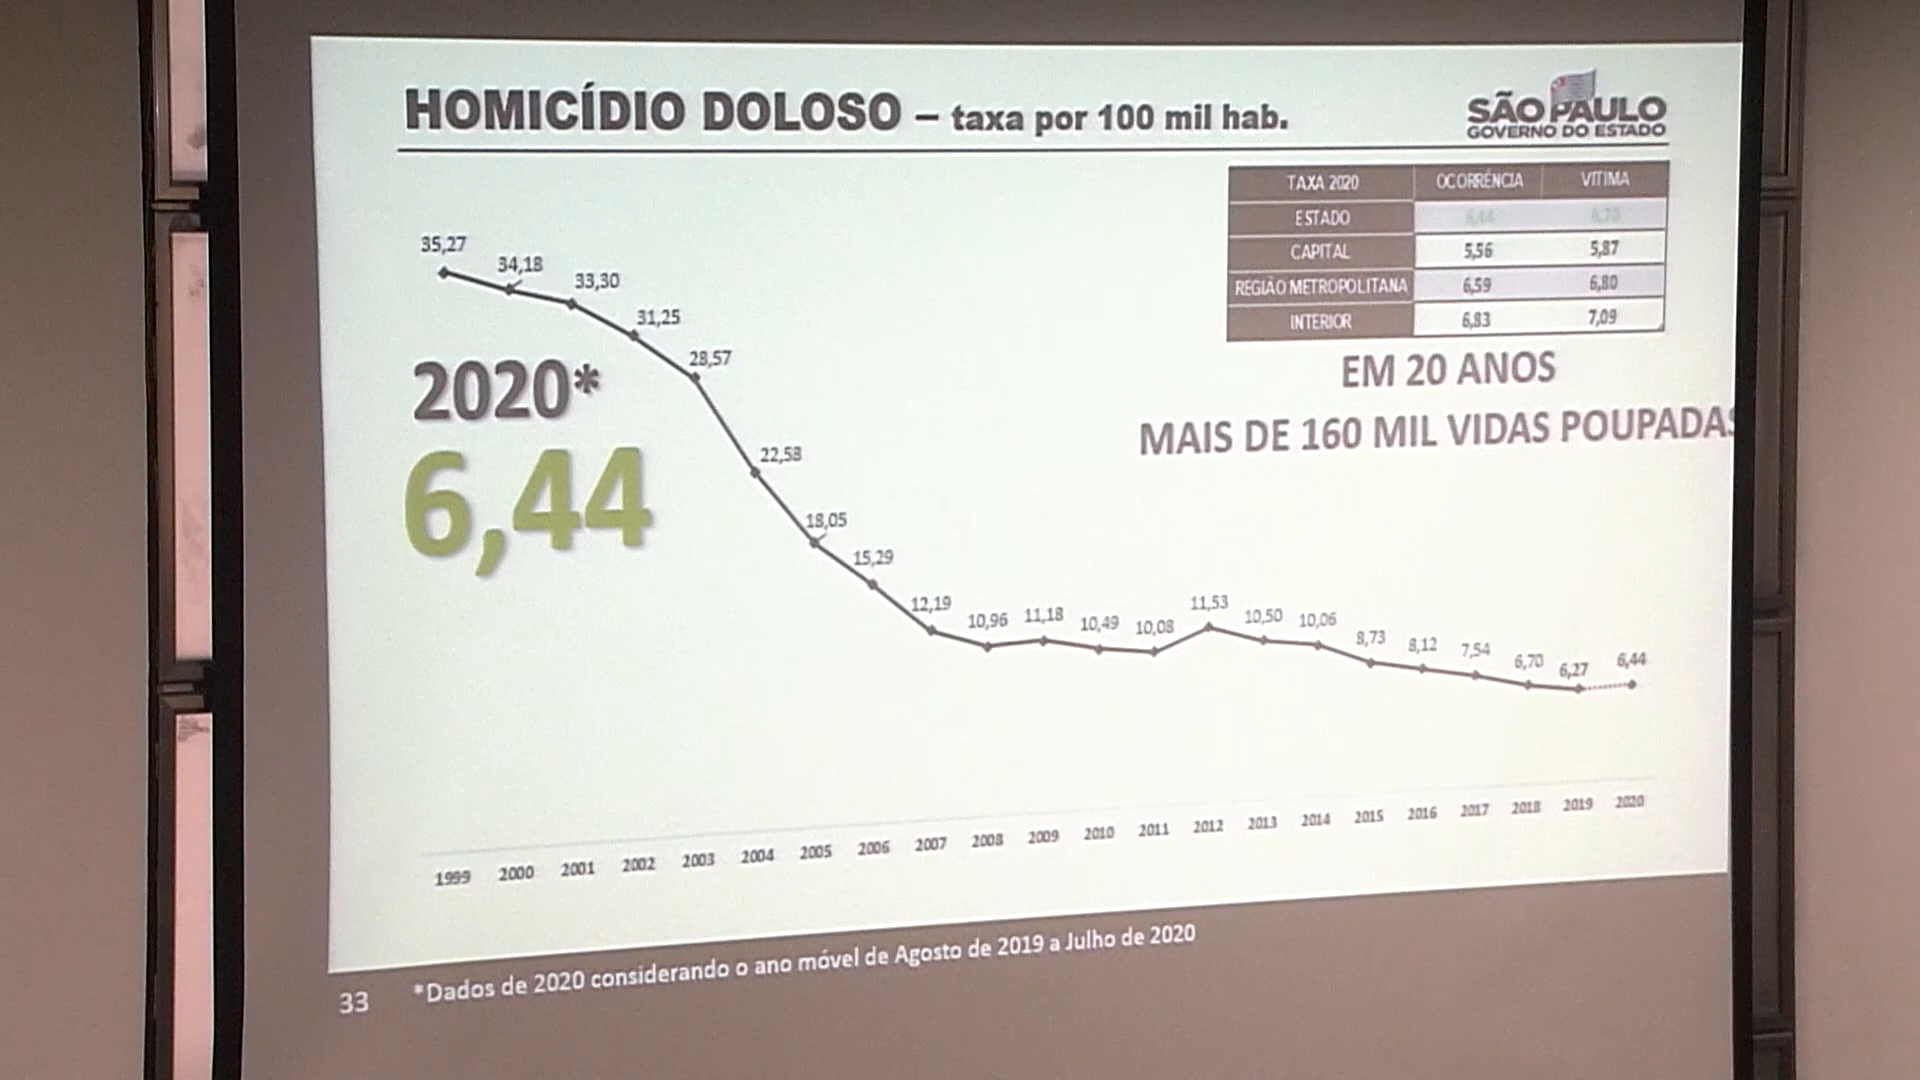 HOMICÍDIO DOLOSO – taxa por 100 mil hab.
SÃO PAULO
GOVERNO DO ESTADO
TAXA 2020 OCORRÊNCIA VÍTIMA
ESTADO 6,44
CAPITAL 5,56 5,87
REGIÃO METROPOLITANA 6,59 6,80
INTERIOR 6,83 7,09
EM 20 ANOS
MAIS DE 160 MIL VIDAS POUPADAS
2020*
6,44
35,27 34,18 33,30 31,25 28,57 22,58 18,05 15,29 12,19 10,96 11,18 10,49 10,08 11,53 10,50 10,06 8,73 8,12 7,54 6,70 6,27 6,44
1999 2000 2001 2002 2003 2004 2005 2006 2007 2008 2009 2010 2011 2012 2013 2014 2015 2016 2017 2018 2019 2020
*Dados de 2020 considerando o ano móvel de Agosto de 2019 a Julho de 2020
33